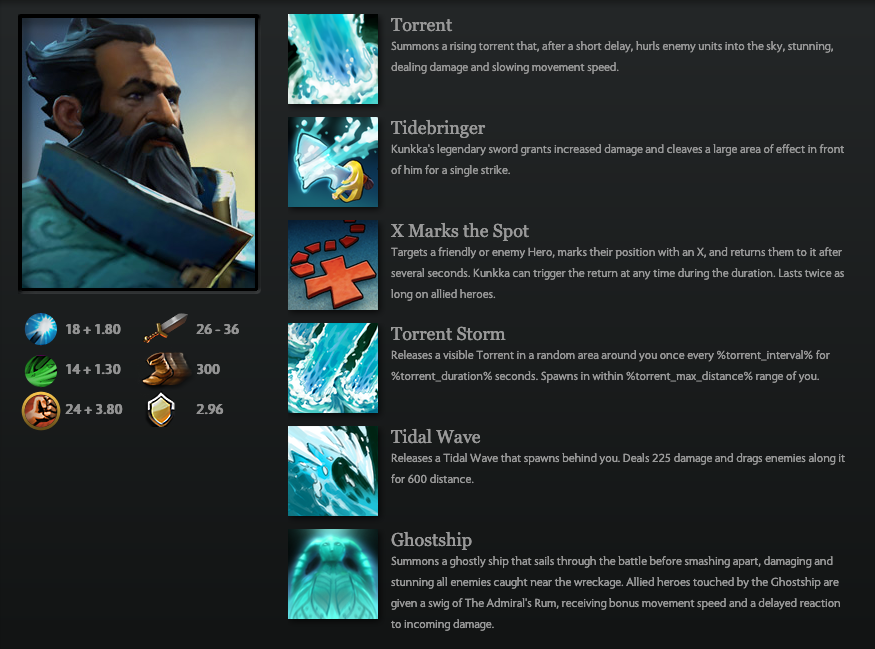 Torrent
Summons a rising torrent that, after a short delay, hurls enemy units into the sky, stunning,
dealing damage and slowing movement speed.
Tidebringer
Kunkka's legendary sword grants increased damage and cleaves a large area of effect in front
of him for a single strike.
X Marks the Spot
Targets a friendly or enemy Hero, marks their position with an X, and returns them to it after
several seconds. Kunkka can trigger the return at any time during the duration. Lasts twice as
long on allied heroes.
18 + 1.80
26 - 36
14 + 1.30
300
24 + 3.80
2.96
Torrent Storm
Releases a visible Torrent in a random area around you once every %torrent_interval% for
%torrent_duration% seconds. Spawns in within %torrent_max_distance% range of you.
Tidal Wave
Releases a Tidal Wave that spawns behind you. Deals 225 damage and drags enemies along it
for 600 distance.
Ghostship
Summons a ghostly ship that sails through the battle before smashing apart, damaging and
stunning all enemies caught near the wreckage. Allied heroes touched by the Ghostship are
given a swig of The Admiral's Rum, receiving bonus movement speed and a delayed reaction
to incoming damage.